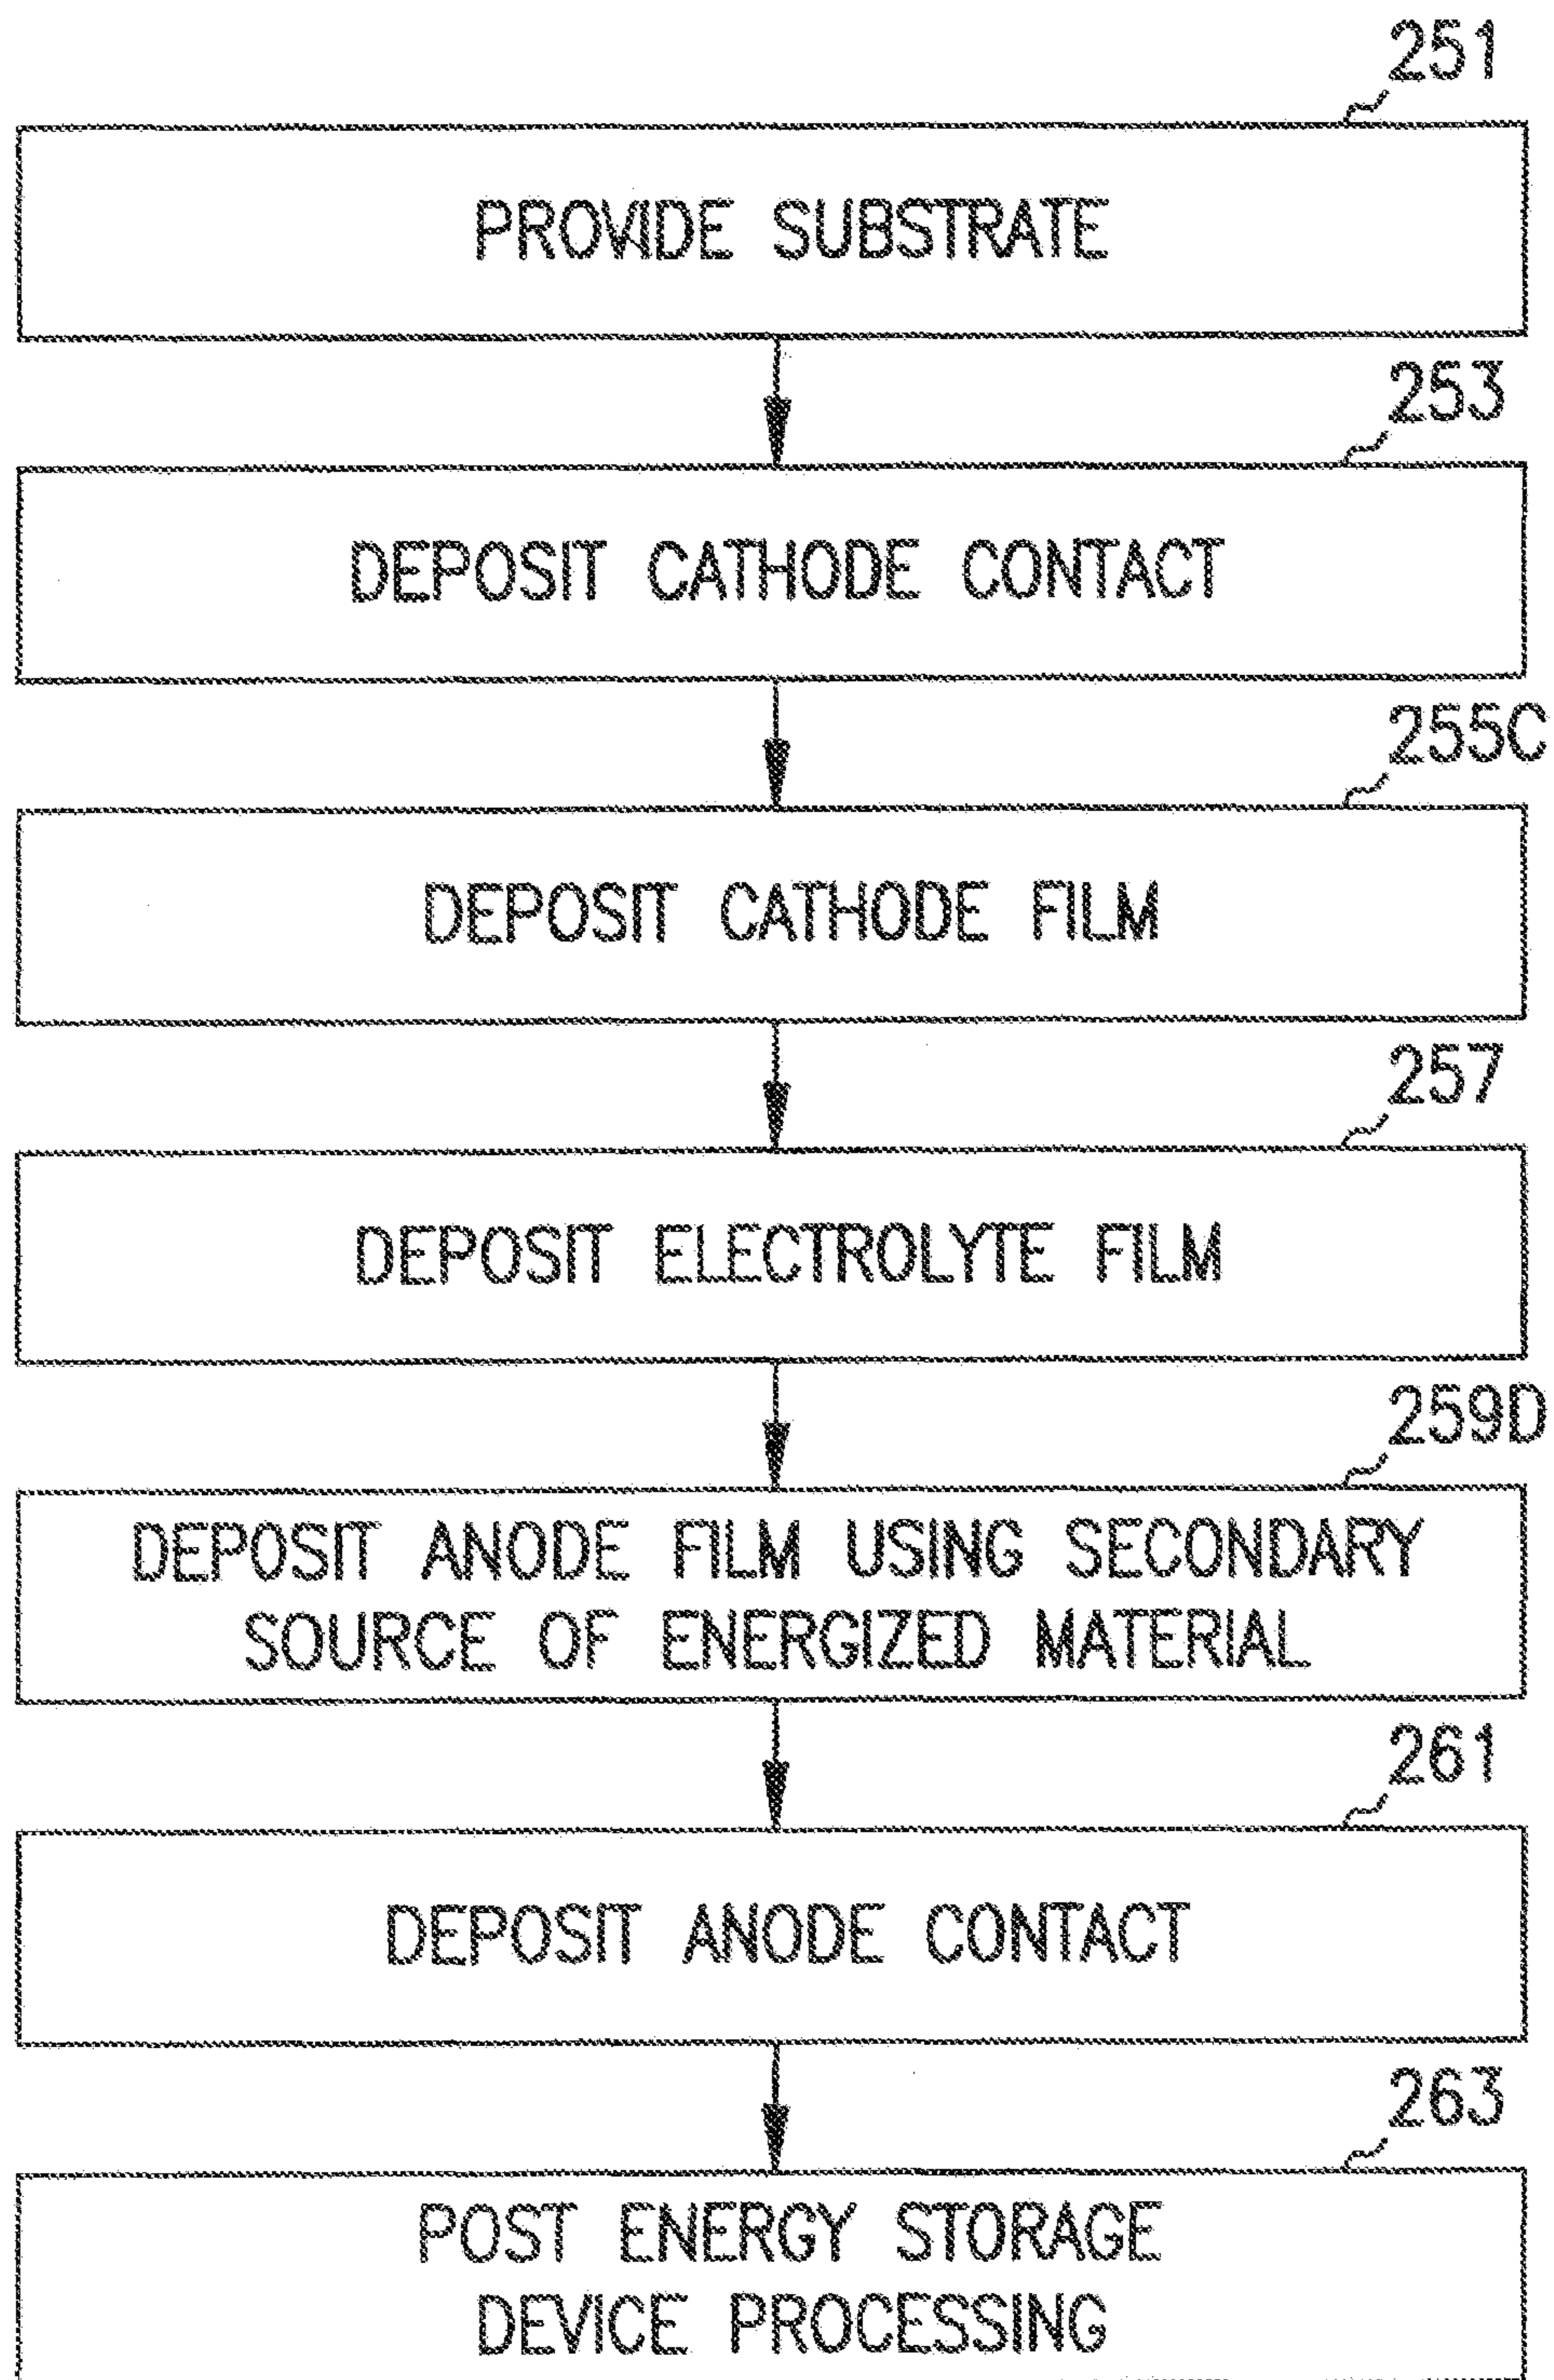 251
PROVIDE SUBSTRATE
253
DEPOSIT CATHODE CONTACT
255C
DEPOSIT CATHODE FILM
257
DEPOSIT ELECTROLYTE FILM
259D
DEPOSIT ANODE FILM USING SECONDARY
SOURCE OF ENERGIZED MATERIAL
261
DEPOSIT ANODE CONTACT
263
POST ENERGY STORAGE
DEVICE PROCESSING